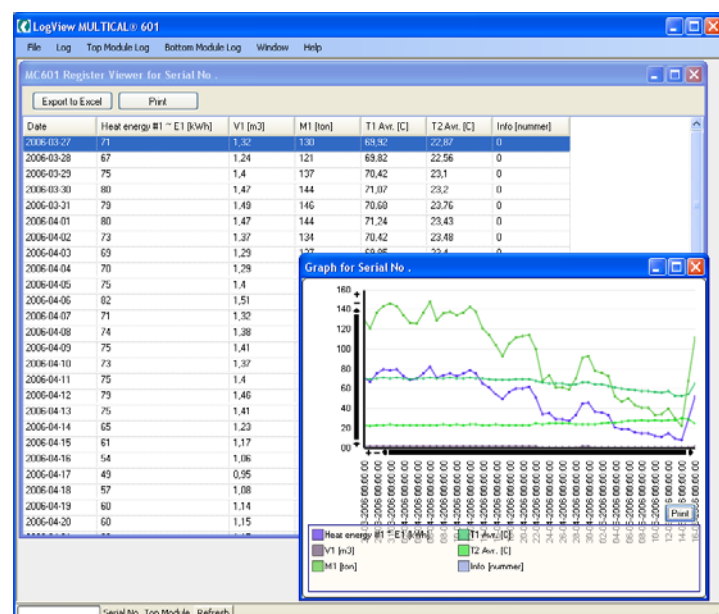 LogView MULTICAL® 601
File Log Top Module Log Bottom Module Log Window Help
MC601 Register Viewer for Serial No .
Export to Excel Print
Date Heat energy #1 ~ E1 [kWh] V1 [m3] M1 [ton] T1 Avr. [C] T2 Avr. [C] Info [nummer]
2006-03-27 71 1,32 130 69,92 22,87 0
2006-03-28 67 1,24 121 69,82 22,56 0
2006-03-29 75 1,4 137 70,42 23,1 0
2006-03-30 80 1,47 144 71,07 23,2 0
2006-03-31 79 1,49 146 70,68 23,76 0
2006-04-01 80 1,47 144 71,24 23,43 0
2006-04-02 73 1,37 134 70,42 23,48 0
2006-04-03 69 1,29 0
2006-04-04 70 1,29
2006-04-05 75 1,4
2006-04-06 82 1,51
2006-04-07 71 1,32
2006-04-08 74 1,38
2006-04-09 75 1,41
2006-04-10 73 1,37
2006-04-11 75 1,4
2006-04-12 79 1,46
2006-04-13 75 1,41
2006-04-14 65 1,23
2006-04-15 61 1,17
2006-04-16 54 1,06
2006-04-17 49 0,95
2006-04-18 57 1,08
2006-04-19 60 1,14
2006-04-20 60 1,15
Graph for Serial No .
160
140
120
100
80
60
40
20
00
Print
Heat energy #1 ~ E1 [kWh] T1 Avr. [C]
V1 [m3] T2 Avr. [C]
M1 [ton] Info [nummer]
Serial No Top Module Refresh